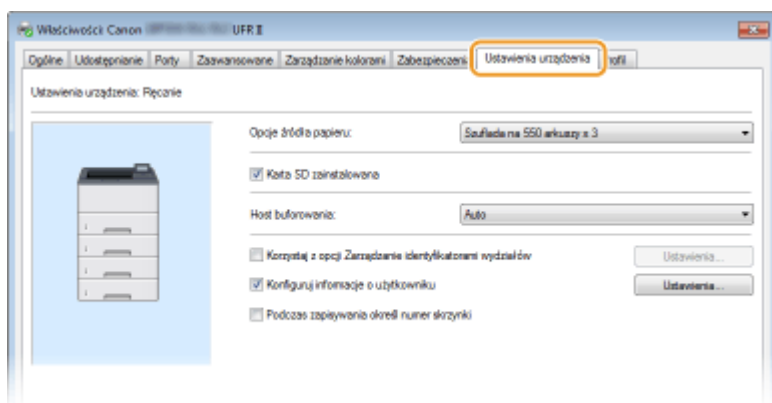 Właściwości: Canon UFR II
Ogólne Udostępnianie Porty Zaawansowane Zarządzanie kolorami Zabezpieczeni Ustawienia urządzenia rofil
Ustawienia urządzenia: Ręcznie
Opcje źródła papieru: Szuflada na 550 arkuszy x 3
Karta SD zainstalowana
Host buforowania: Auto
Korzystaj z opcji Zarządzanie identyfikatorami wydziałów Ustawienia...
Konfiguruj informacje o użytkowniku Ustawienia...
Podczas zapisywania określ numer skrzynki